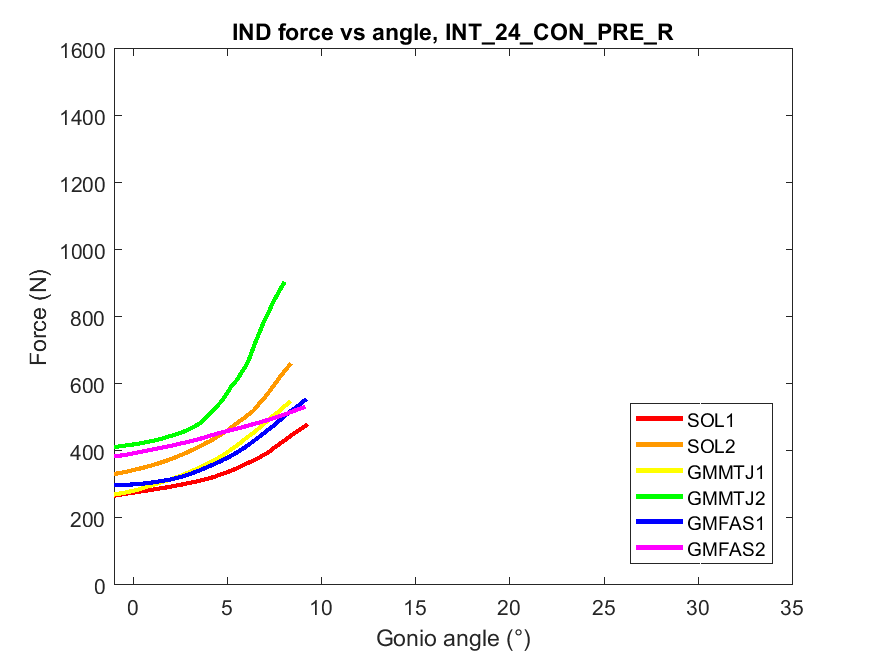 IND force vs angle, INT_24_CON_PRE_R
1600
1400
1200
1000
800
600
400
200
0
Force (N)
0 5 10 15 20 25 30 35
Gonio angle (°)
SOL1
SOL2
GMMTJ1
GMMTJ2
GMFAS1
GMFAS2